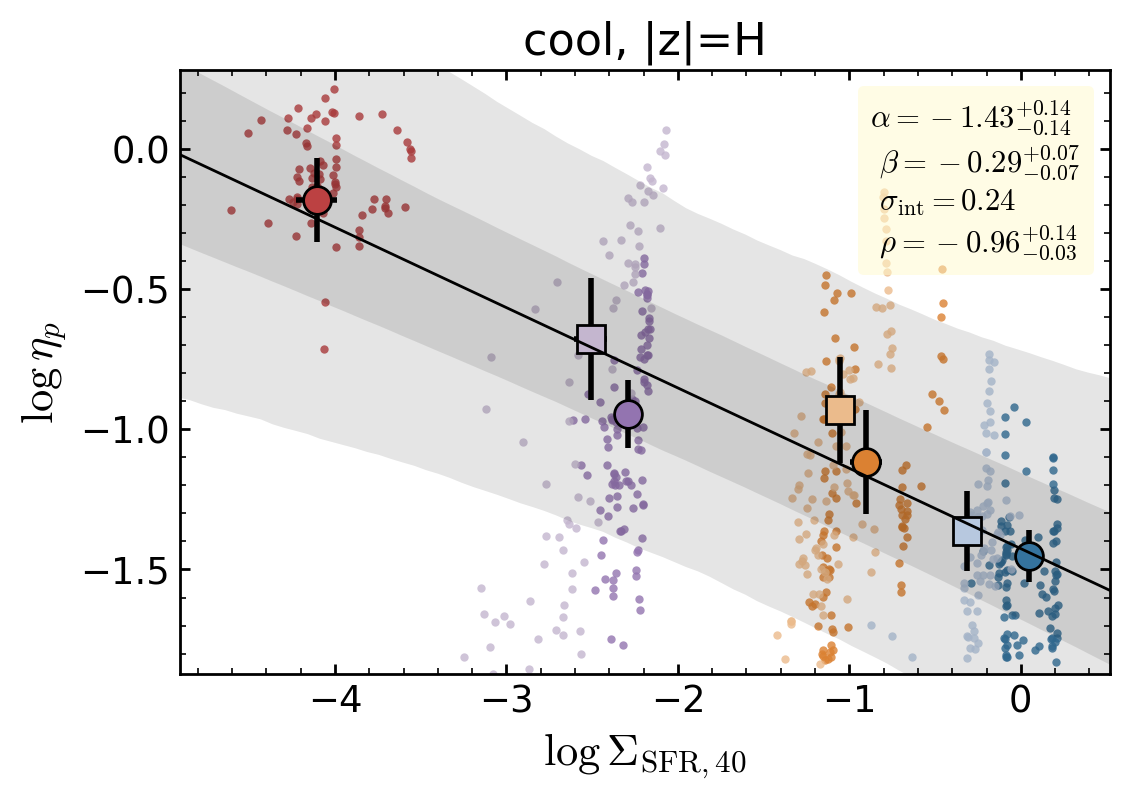 cool, |z|=H
α = −1.43^{+0.14}_{−0.14}
β = −0.29^{+0.07}_{−0.07}
σ_int = 0.24
ρ = −0.96^{+0.14}_{−0.03}
log η_p
0.0
−0.5
−1.0
−1.5
−4 −3 −2 −1 0
log Σ_{SFR, 40}